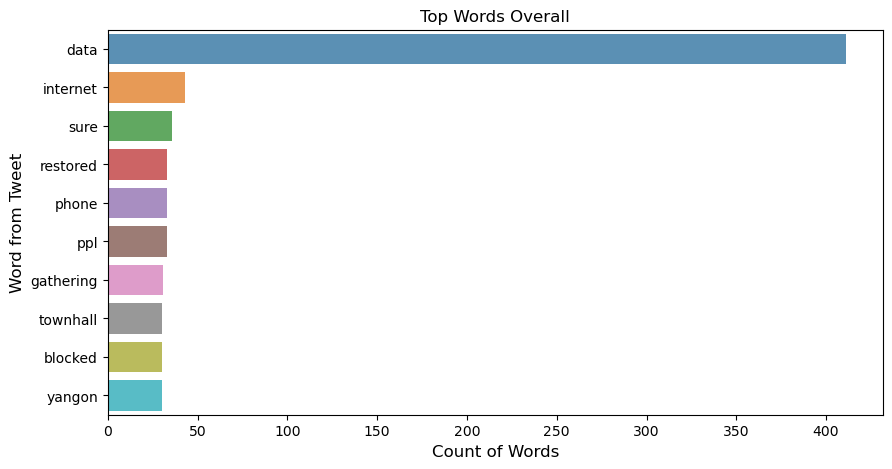 Top Words Overall
Word from Tweet
data
internet
sure
restored
phone
ppl
gathering
townhall
blocked
yangon
0 50 100 150 200 250 300 350 400
Count of Words